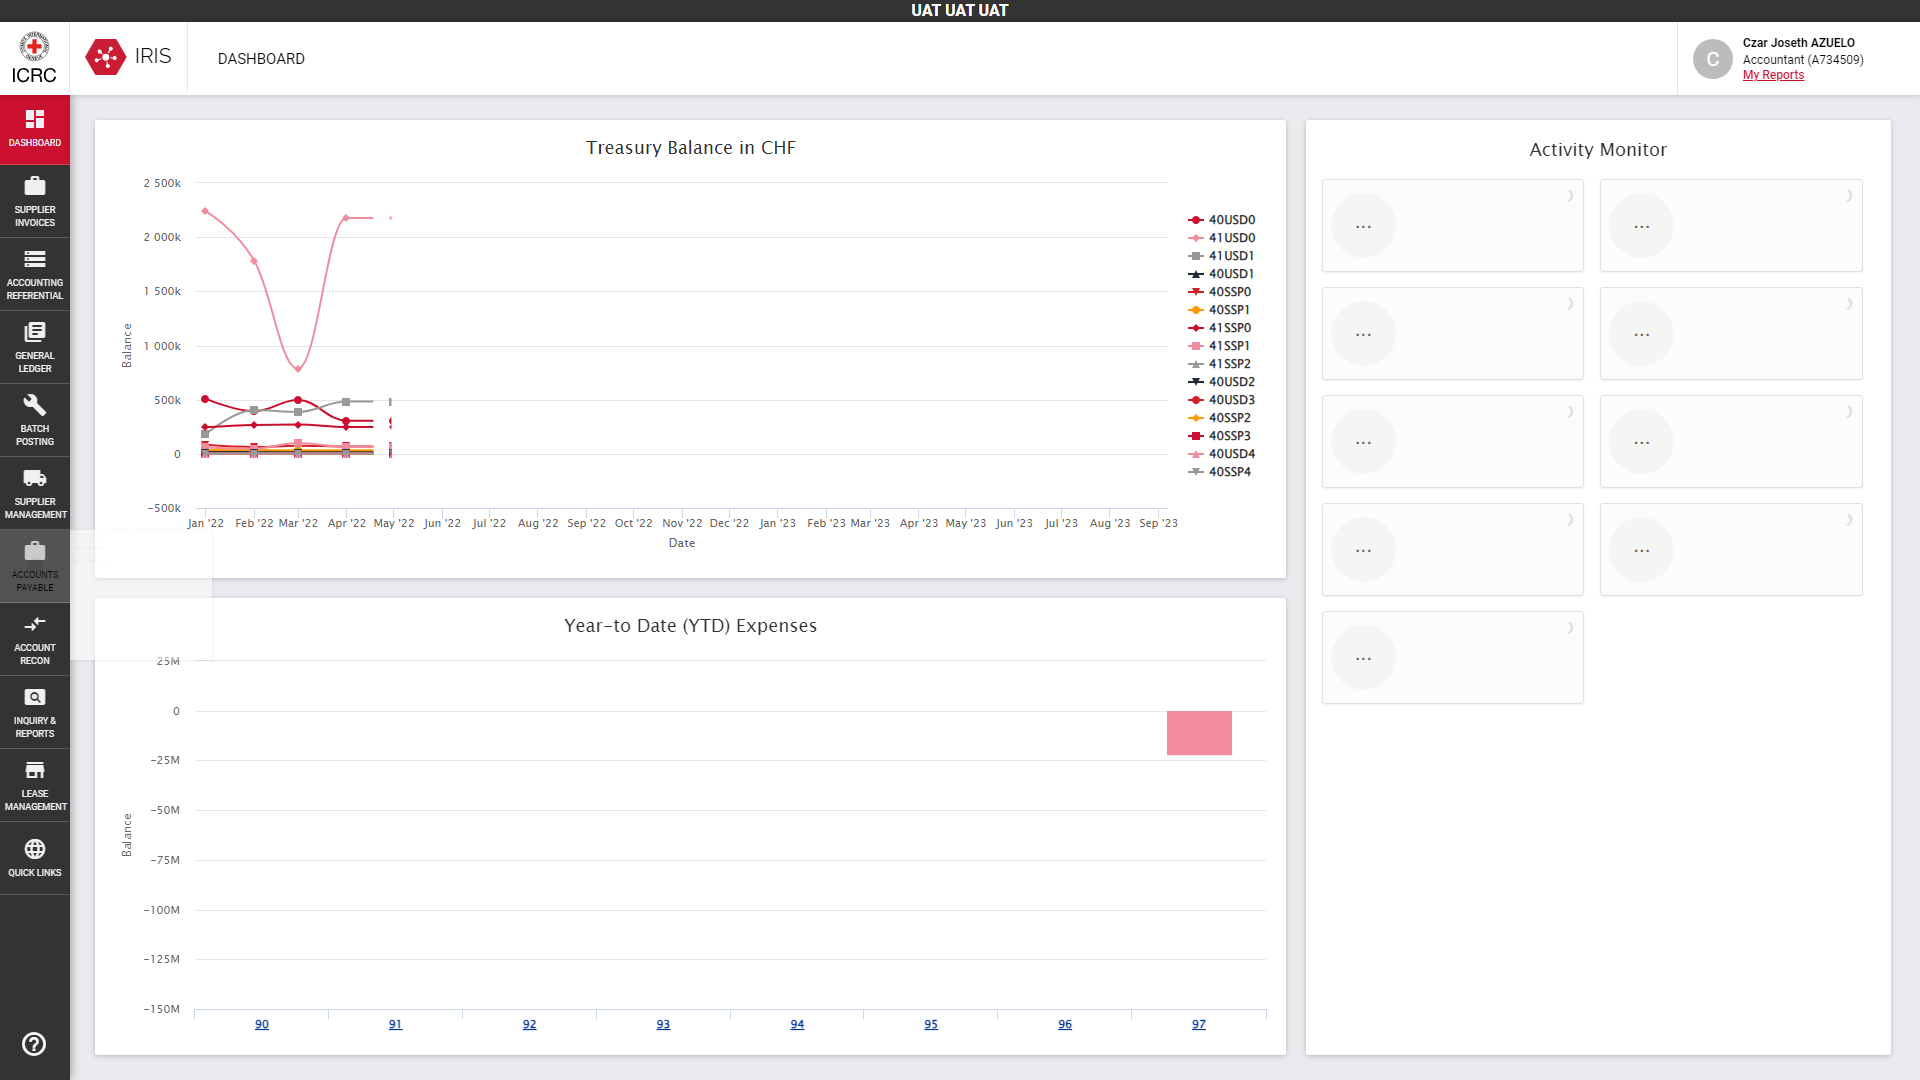 UAT UAT UAT
ICRC
IRIS
DASHBOARD
C
Czar Joseth AZUELO
Accountant (A734509)
My Reports
DASHBOARD
SUPPLIER
INVOICES
ACCOUNTING
REFERENTIAL
GENERAL
LEDGER
BATCH
POSTING
SUPPLIER
MANAGEMENT
ACCOUNTS
PAYABLE
ACCOUNT
RECON
INQUIRY &
REPORTS
LEASE
MANAGEMENT
QUICK LINKS
Treasury Balance in CHF
Balance
2 500k
2 000k
1 500k
1 000k
500k
0
-500k
Jan '22 Feb '22 Mar '22 Apr '22 May '22 Jun '22 Jul '22 Aug '22 Sep '22 Oct '22 Nov '22 Dec '22 Jan '23 Feb '23 Mar '23 Apr '23 May '23 Jun '23 Jul '23 Aug '23 Sep '23
Date
40USD0
41USD0
41USD1
40USD1
40SSP0
40SSP1
41SSP0
41SSP1
41SSP2
40USD2
40USD3
40SSP2
40SSP3
40USD4
40SSP4
Year-to Date (YTD) Expenses
Balance
25M
0
-25M
-50M
-75M
-100M
-125M
-150M
90 91 92 93 94 95 96 97
Activity Monitor
... ...
... ...
... ...
... ...
...